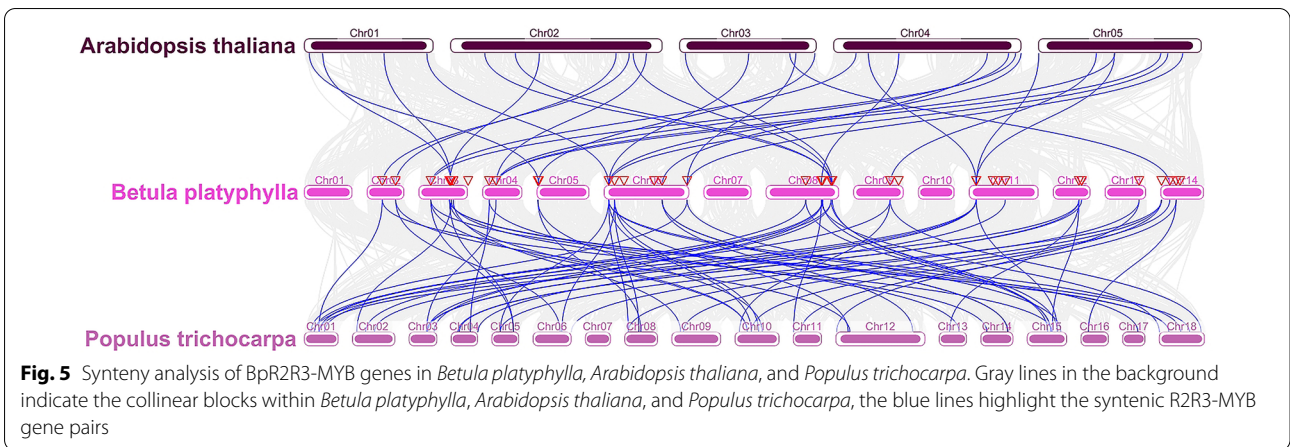 Chr01 Chr02 Chr03 Chr04 Chr05
Arabidopsis thaliana
Chr01 Chr04 Chr05 Chr07 Chr10
Betula platyphylla
Populus trichocarpa
Chr01 Chr02 Chr03 Chr04 Chr05 Chr06 Chr07 Chr08 Chr09 Chr10 Chr11 Chr12 Chr13 Chr14 Chr15 Chr16 Chr17 Chr18
Fig. 5 Synteny analysis of BpR2R3-MYB genes in Betula platyphylla, Arabidopsis thaliana, and Populus trichocarpa. Gray lines in the background
indicate the collinear blocks within Betula platyphylla, Arabidopsis thaliana, and Populus trichocarpa, the blue lines highlight the syntenic R2R3-MYB
gene pairs